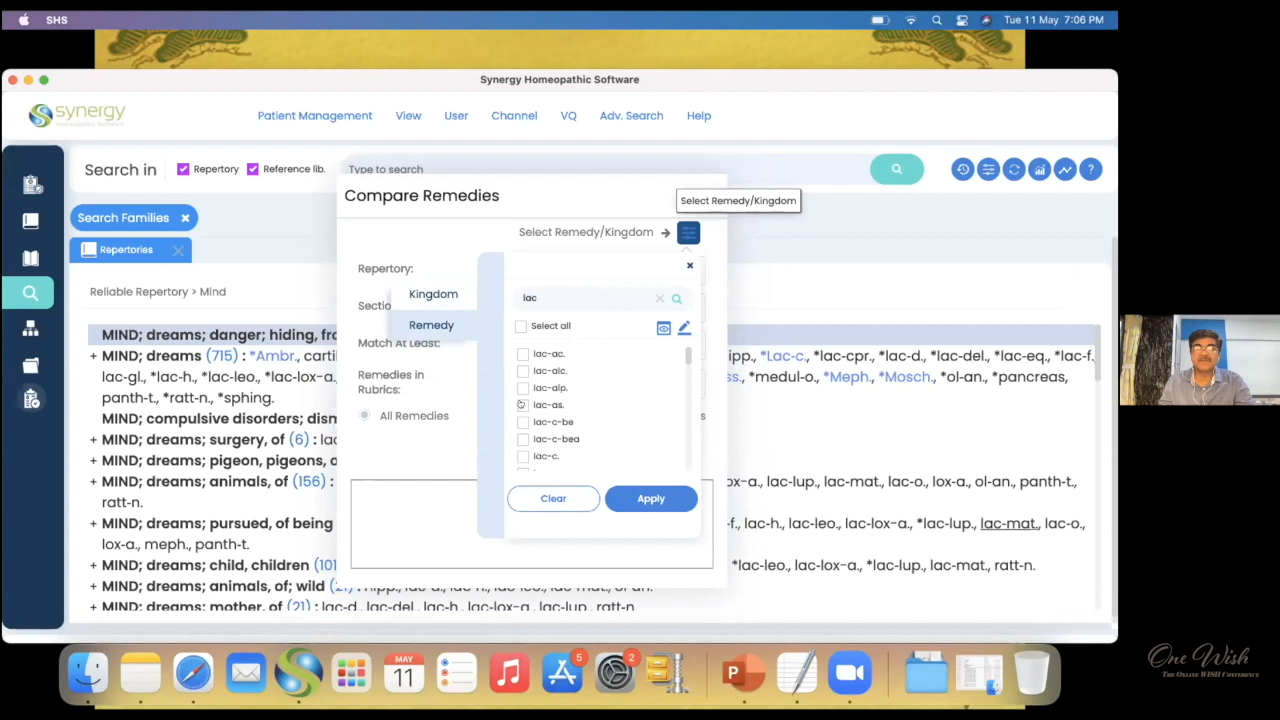 SHS
Tue 11 May 7:06 PM
Synergy Homeopathic Software
synergy
Patient Management View User Channel VQ Adv. Search Help
Search in Repertory Reference lib. Type to search
Compare Remedies
Select Remedy/Kingdom
Search Families
Select Remedy/Kingdom
Repertories
Repertory:
Kingdom
lac
Sectio
Remedy
Select all
Match At Least:
Remedies in
Rubrics:
All Remedies
lac-ac.
lac-alc.
lac-alp.
lac-as.
lac-c-be
lac-c-bea
lac-c.
Clear Apply
Reliable Repertory > Mind
MIND; dreams; danger; hiding, fro
+ MIND; dreams (715) : *Ambr., cartil
ipp., *Lac-c., *lac-cpr., *lac-d., *lac-del., *lac-eq., *lac-f.
lac-gl., *lac-h., *lac-leo., *lac-lox-a.
ss., *medul-o., *Meph., *Mosch., *ol-an., *pancreas,
panth-t., *ratt-n., *sphing.
MIND; compulsive disorders; dism
+ MIND; dreams; surgery, of (6) : lac
+ MIND; dreams; pigeon, pigeons, o
+ MIND; dreams; animals, of (156) :
ox-a., lac-lup., lac-mat., lac-o., lox-a., ol-an., panth-t.,
ratt-n.
+ MIND; dreams; pursued, of being
-f., lac-h., lac-leo., lac-lox-a., *lac-lup., lac-mat., lac-o.,
lox-a., meph., panth-t.
+ MIND; dreams; child, children (101
*lac-leo., lac-lox-a., *lac-lup., lac-mat., ratt-n.
+ MIND; dreams; animals, of; wild (21)
+ MIND; dreams; mother, of (21) : lac-d., lac-del., lac-h., lac-lox-a., lac-lup., ratt-n.
5
2
MAY
11
One Wish
The Online WISH Conference